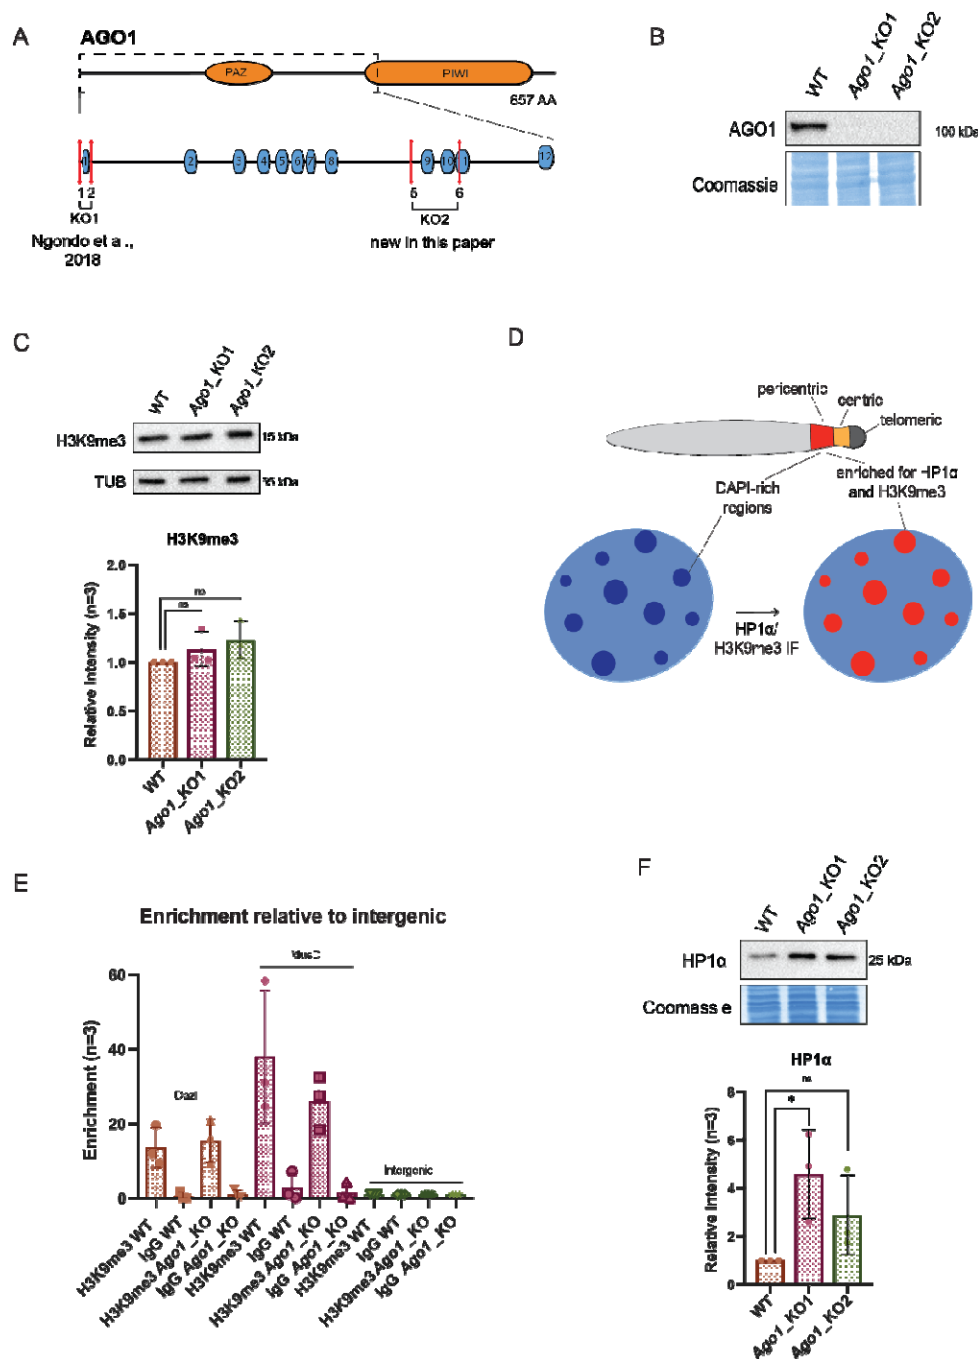 A
AGO1
PAZ
PIWI
657 AA
1
2
3
4
5
6
7
8
9
10
1
12
1 2
5
6
KO1
KO2
Ngondo et a .,
2018
new in this paper
B
WT
Ago1_KO1
Ago1_KO2
AGO1
100 kDa
Coomassie
C
WT
Ago1_KO1
Ago1_KO2
H3K9me3
15 kDa
TUB
55 kDa
H3K9me3
ns
ns
Relative Intensity (n=3)
2.0
1.5
1.0
0.5
0.0
WT
Ago1_KO1
Ago1_KO2
D
pericentric
centric
telomeric
DAPI-rich
regions
enriched for HP1α
and H3K9me3
HP1α/
H3K9me3 IF
E
Enrichment relative to intergenic
Enrichment (n=3)
60
40
20
0
Dazl
Intergenic
H3K9me3 WT
IgG WT
H3K9me3 Ago1_KO
IgG Ago1_KO
H3K9me3 WT
IgG WT
H3K9me3 Ago1_KO
IgG Ago1_KO
H3K9me3 WT
IgG WT
H3K9me3 Ago1_KO
IgG Ago1_KO
F
WT
Ago1_KO1
Ago1_KO2
HP1α
25 kDa
Coomass e
HP1α
ns
*
Relative Intensity (n=3)
8
6
4
2
0
WT
Ago1_KO1
Ago1_KO2